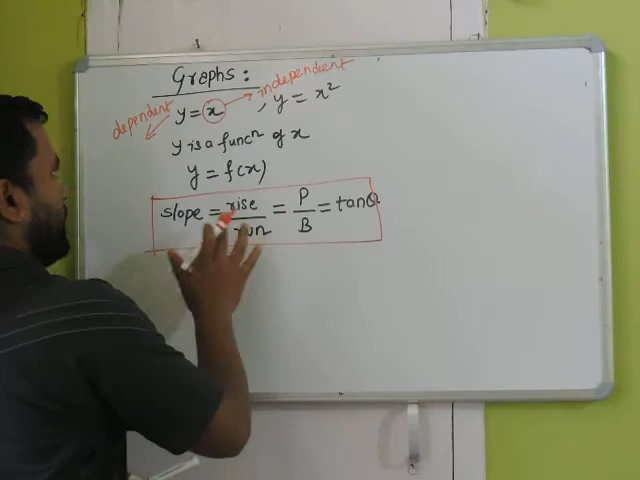 Graphs:
dependent y = x independent, y = x²
y is a funcⁿ of x
y = f(x)
slope = rise/run = P/B = tanθ